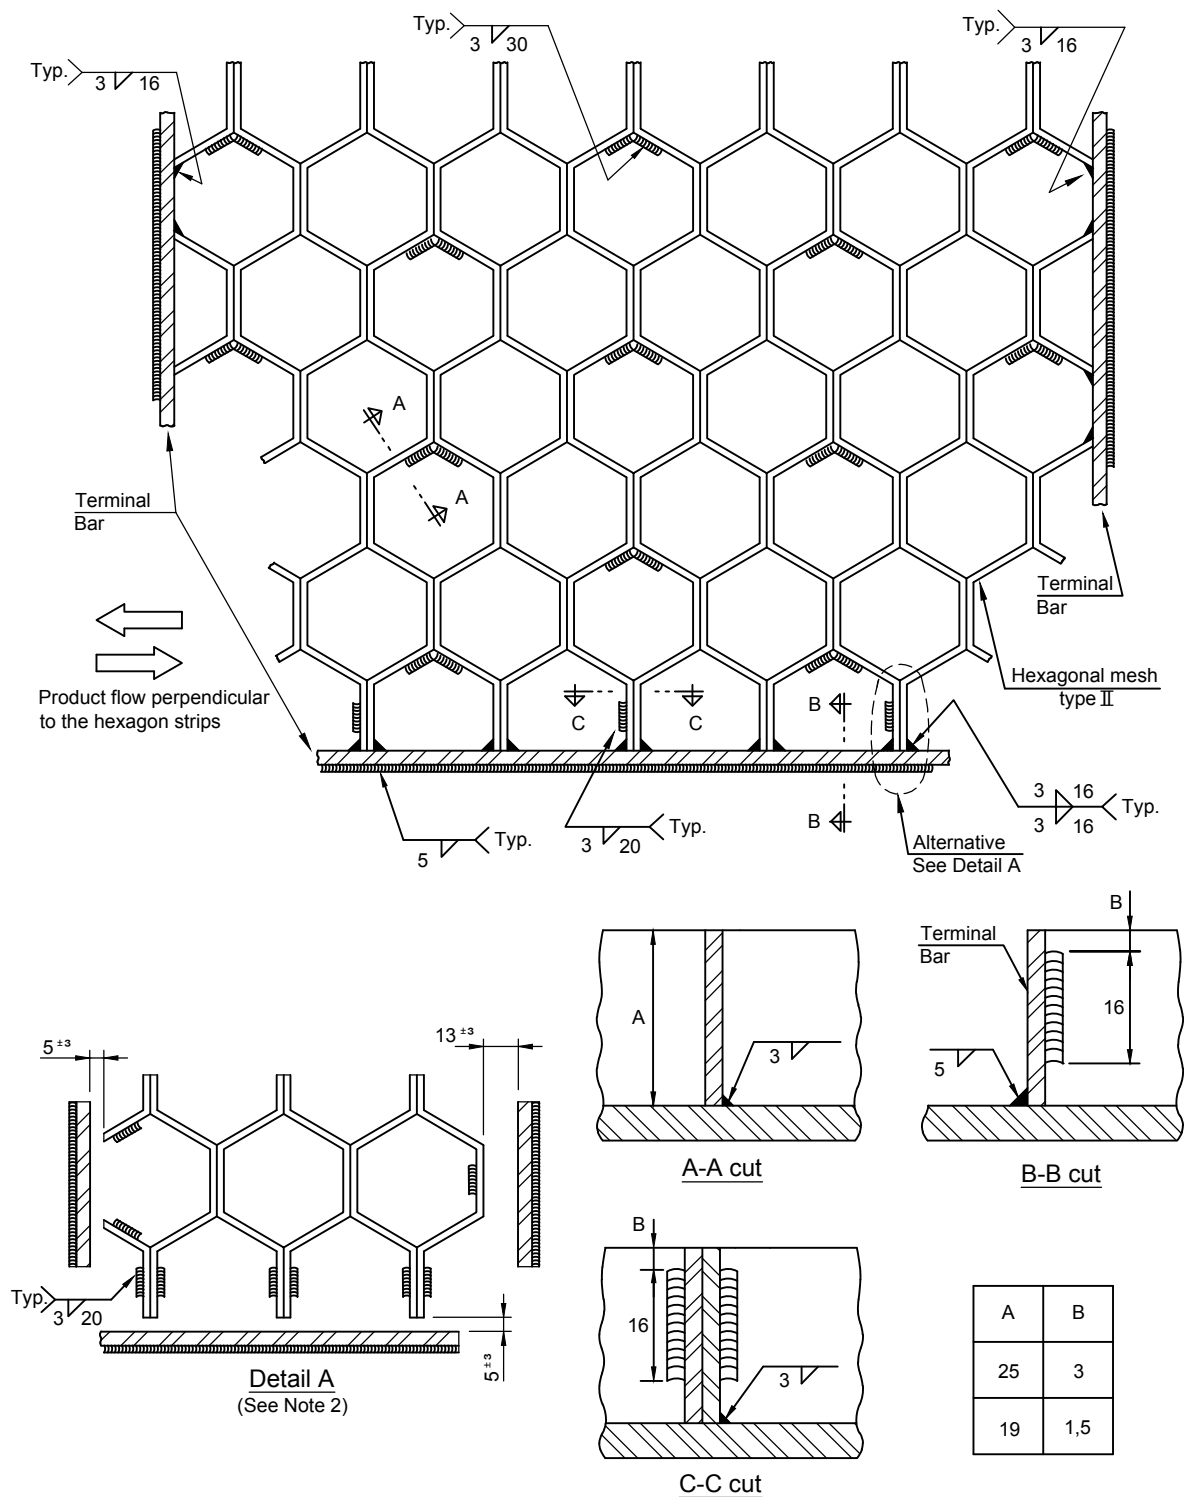 Typ.
3 30
Typ.
3 16
Typ.
3 16
A
A
Terminal
Bar
Terminal
Bar
Product flow perpendicular
to the hexagon strips
Hexagonal mesh
type II
C
C
B
B
3 16
3 16
Typ.
5
Typ.
3 20
Typ.
Alternative
See Detail A
A
3
A-A cut
B
Terminal
Bar
16
5
B-B cut
5 ±3
13 ±3
Typ.
3 20
5 ±3
Detail A
(See Note 2)
B
16
3
C-C cut
A B
25 3
19 1,5